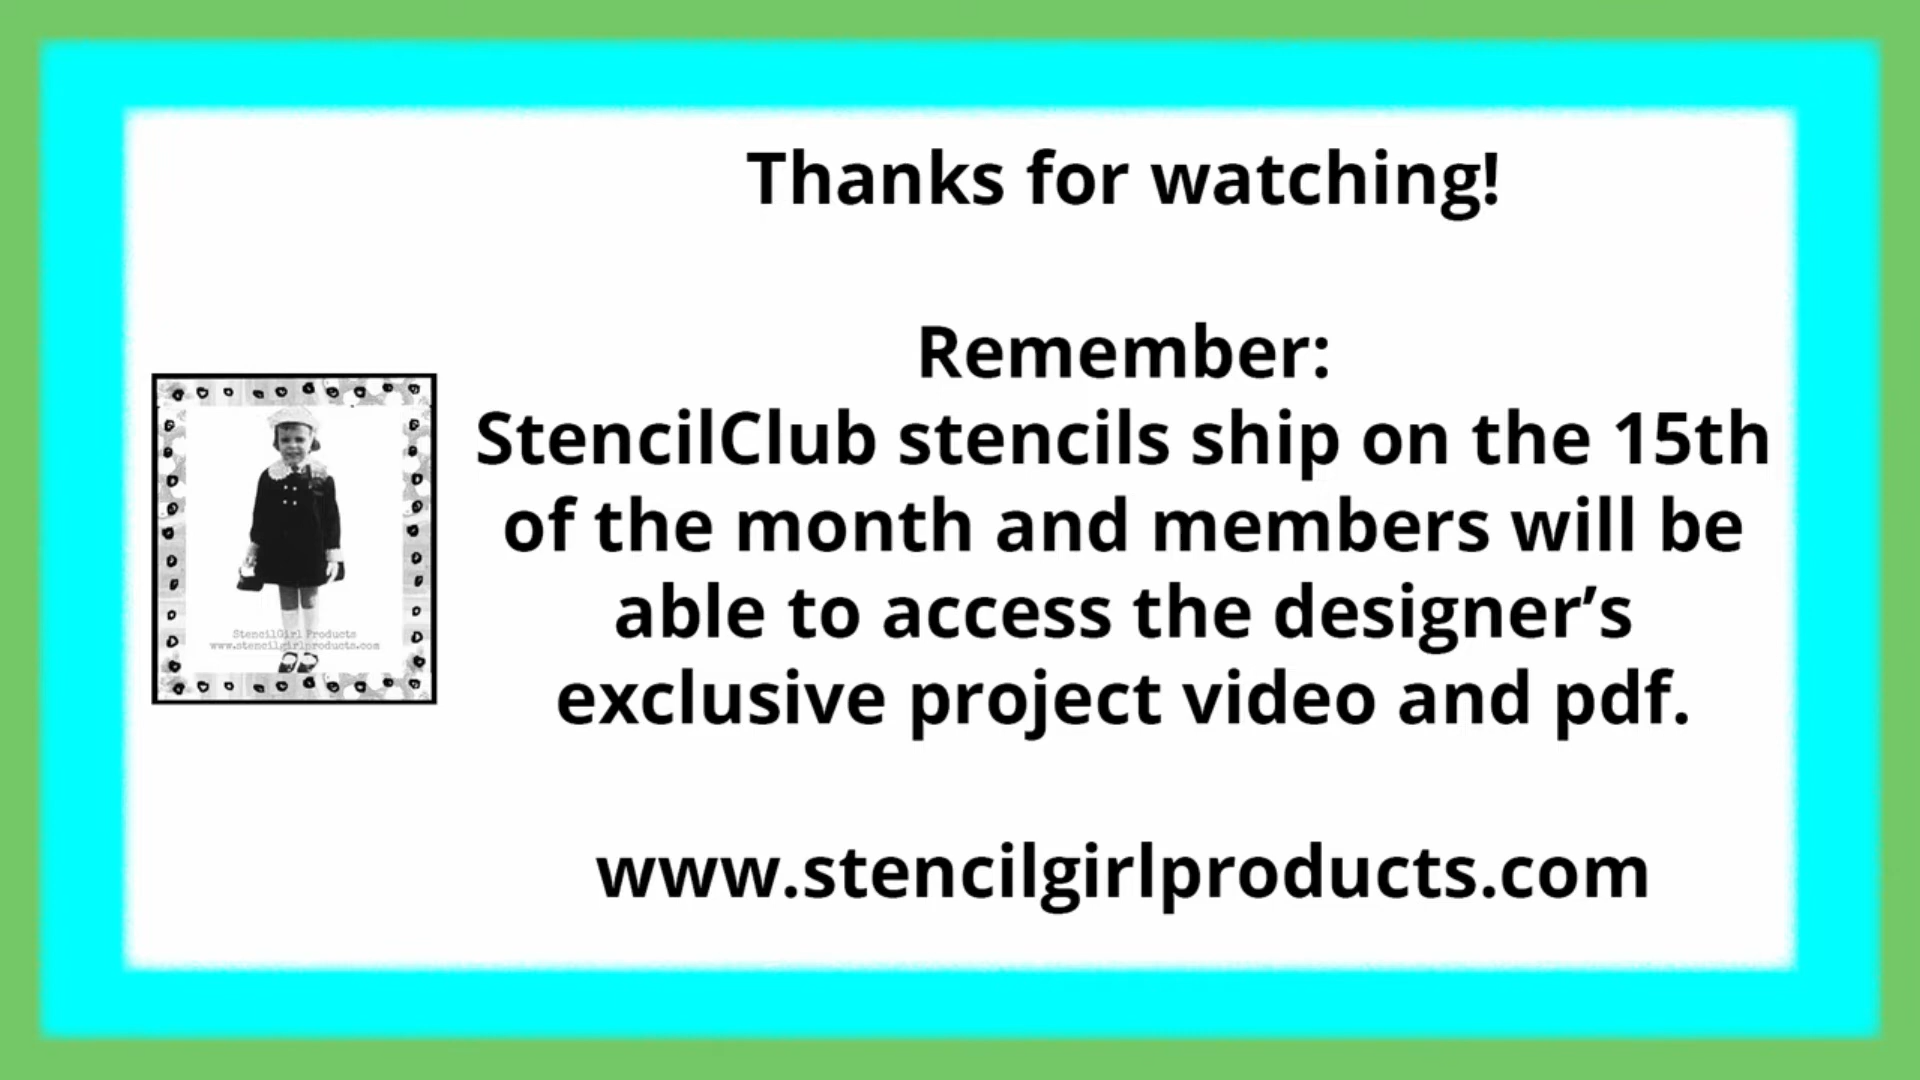 Thanks for watching!
Remember:
StencilClub stencils ship on the 15th
of the month and members will be
able to access the designer’s
exclusive project video and pdf.
www.stencilgirlproducts.com
StencilGirl Products
www.stencilgirlproducts.com